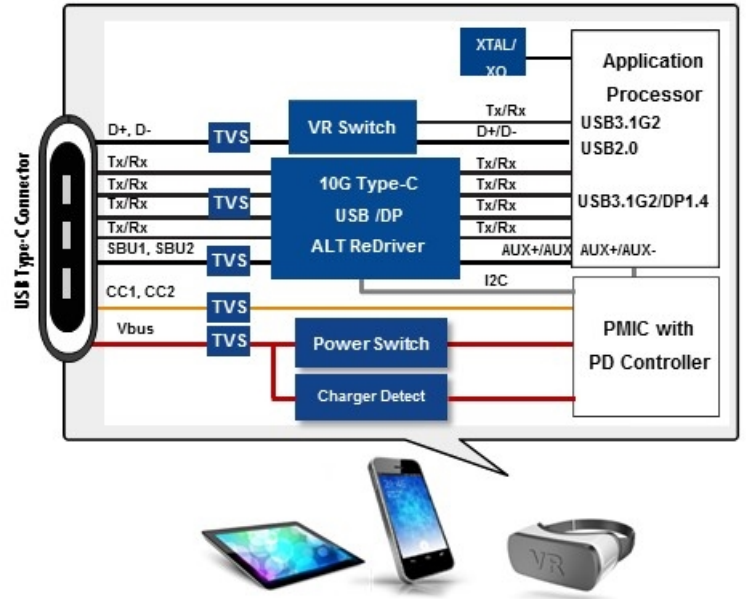 XTAL/
XO
Application
Processor
Tx/Rx
USB3.1G2
D+, D-
TVS
VR Switch
D+/D-
USB2.0
Tx/Rx
Tx/Rx
Tx/Rx
Tx/Rx
TVS
10G Type-C
USB /DP
ALT ReDriver
Tx/Rx
Tx/Rx
Tx/Rx
Tx/Rx
USB3.1G2/DP1.4
SBU1, SBU2
TVS
AUX+/AUX
AUX+/AUX-
I2C
CC1, CC2
TVS
Vbus
TVS
Power Switch
Charger Detect
PMIC with
PD Controller
USB Type-C Connector
VR